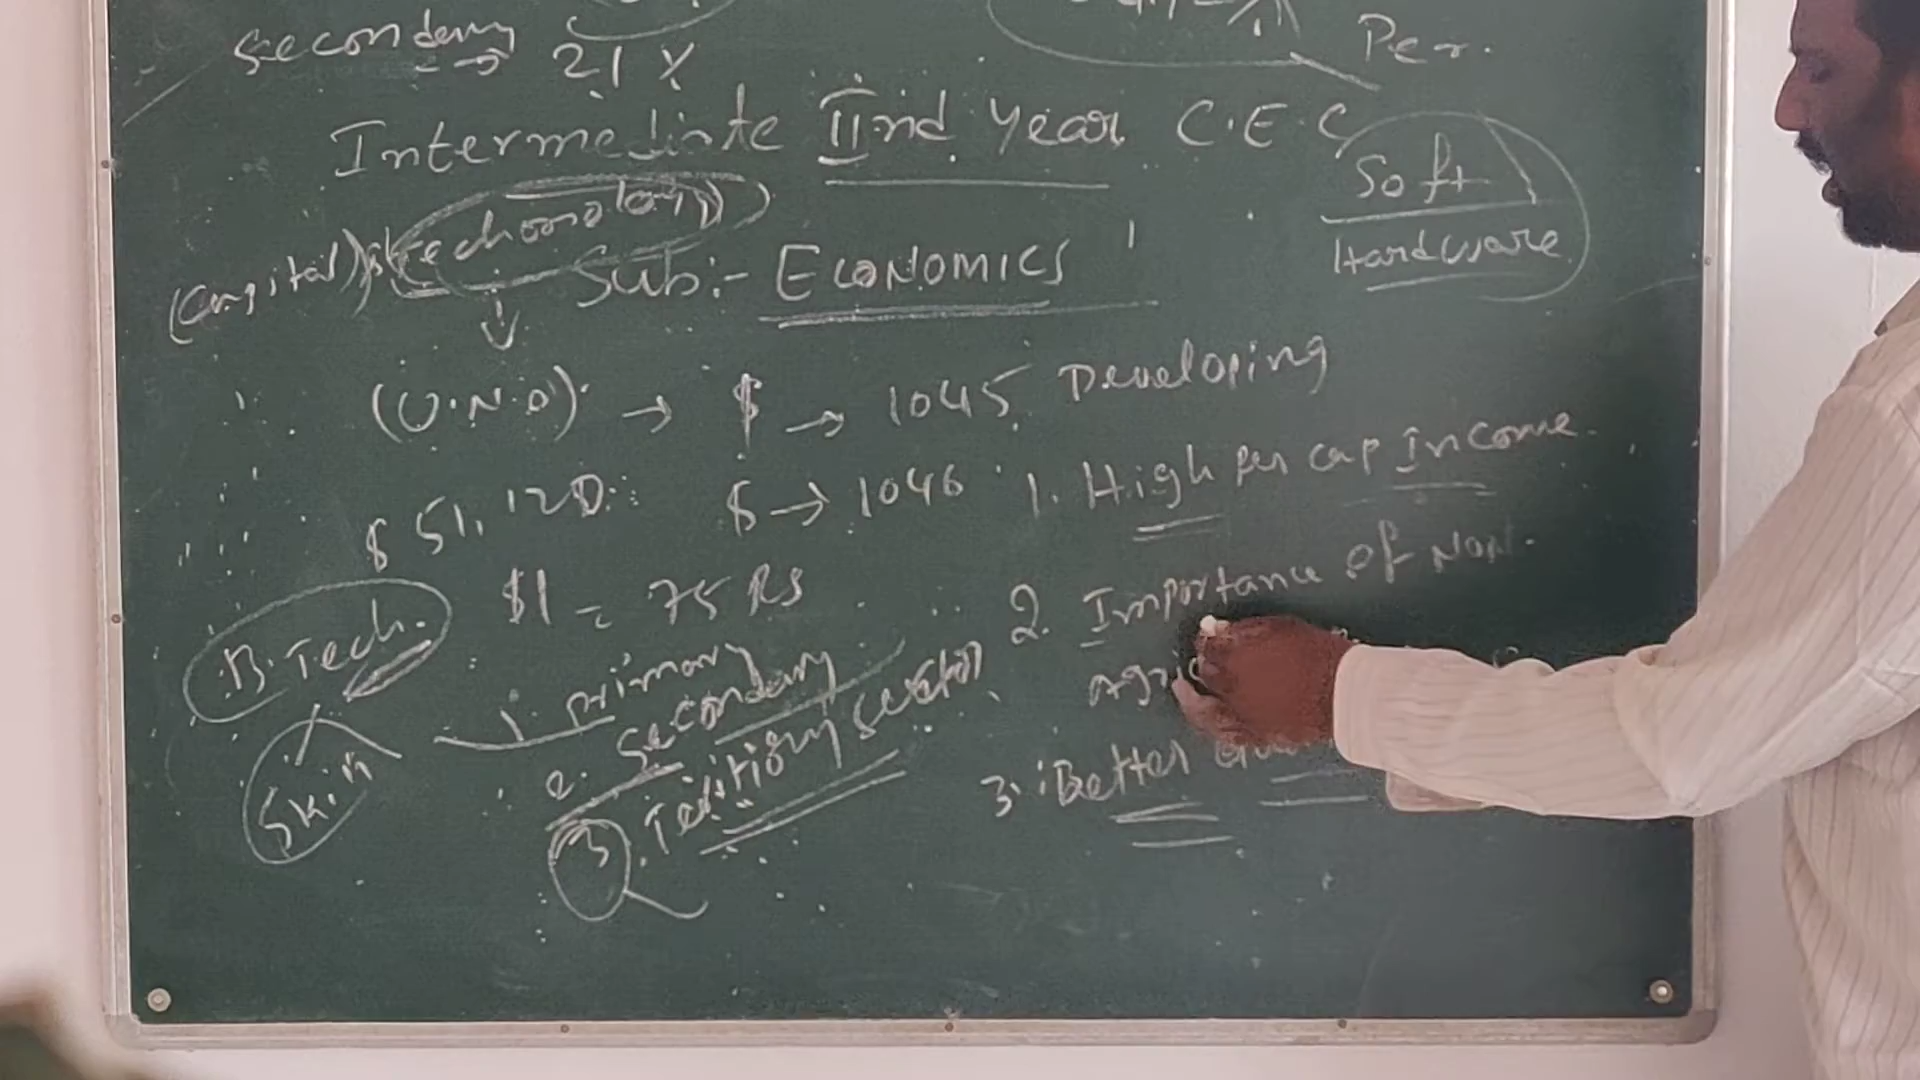 secondary → 21 X
Per.
Intermediate IInd year C.E.C
Soft
Hardware
(Capital)
technology
Sub:- ECONOMICS
(U.N.O) → $ → 1045 Developing
$ 51,120 $ → 1046
1. High per cap Income
$1 = 75 RS
2. Importance of Non-
B.Tech.
Skill
1. primary
2. Secondary
3. Teritiary sector
3. Better